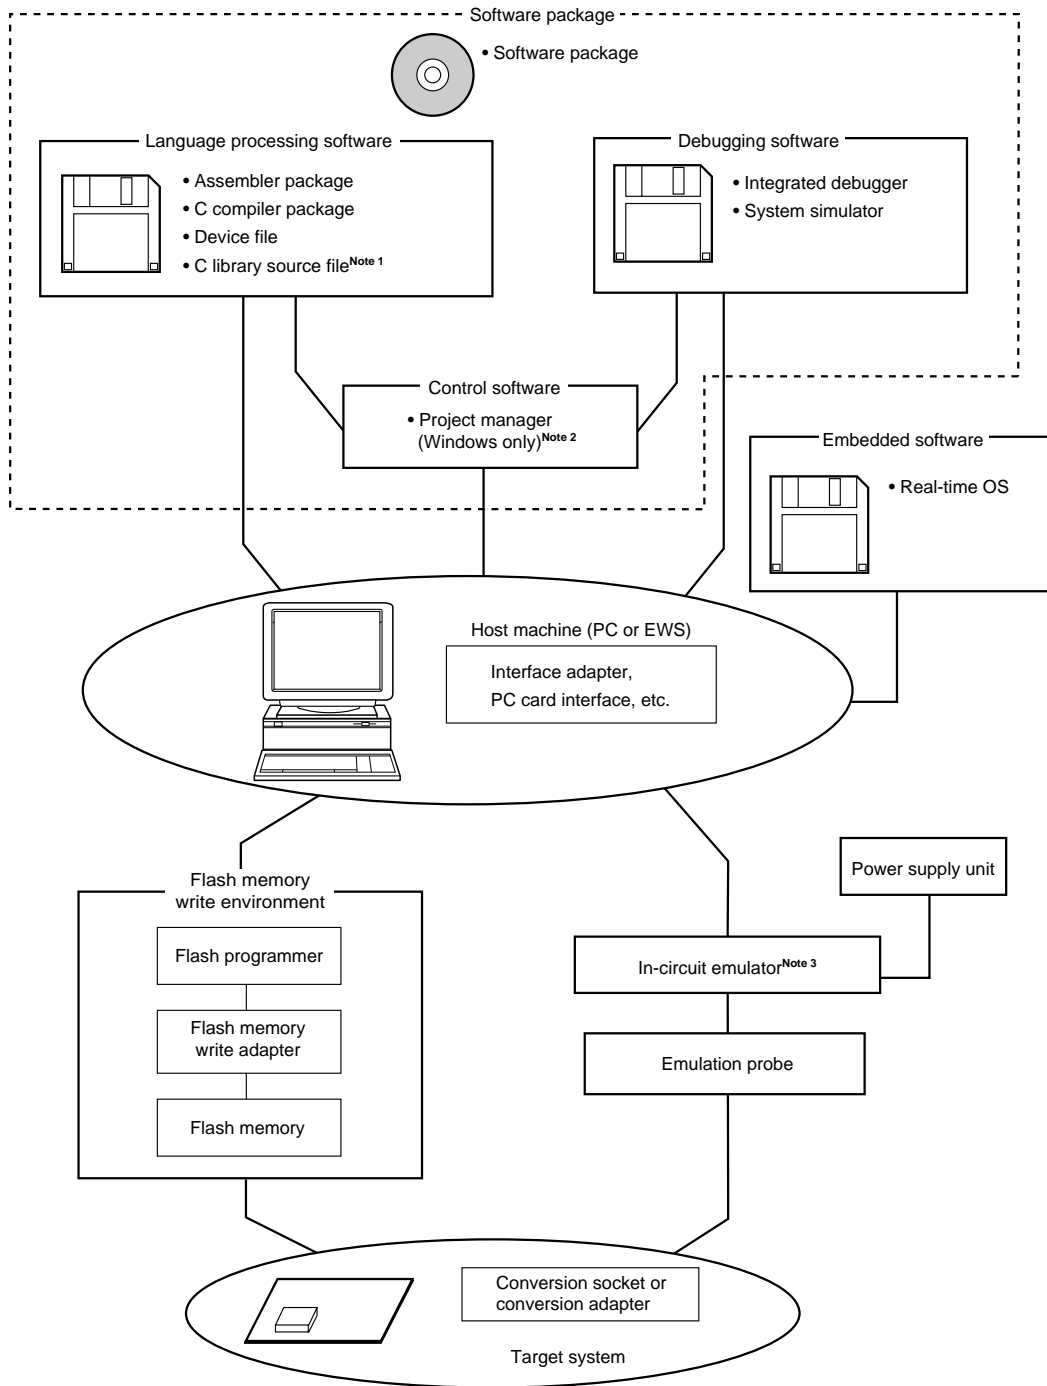 Software package
• Software package
Language processing software
• Assembler package
• C compiler package
• Device file
• C library source fileNote 1
Debugging software
• Integrated debugger
• System simulator
Control software
• Project manager
(Windows only)Note 2
Embedded software
• Real-time OS
Host machine (PC or EWS)
Interface adapter,
PC card interface, etc.
Flash memory
write environment
Flash programmer
Flash memory
write adapter
Flash memory
Power supply unit
In-circuit emulatorNote 3
Emulation probe
Conversion socket or
conversion adapter
Target system